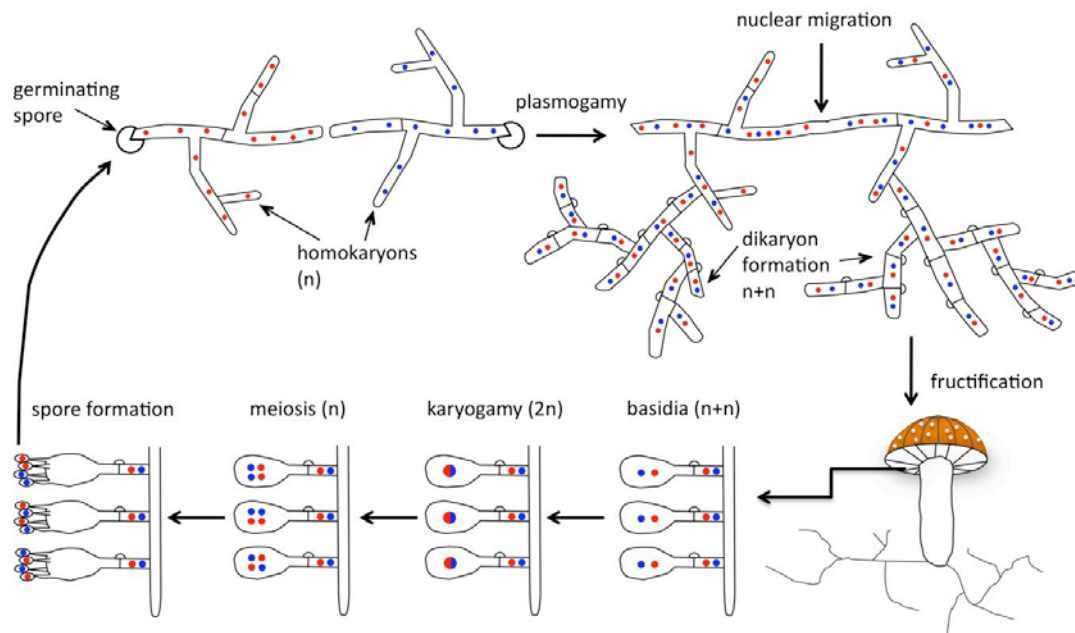 nuclear migration
germinating
spore
plasmogamy
homokaryons
(n)
dikaryon
formation
n+n
fructification
spore formation
meiosis (n)
karyogamy (2n)
basidia (n+n)